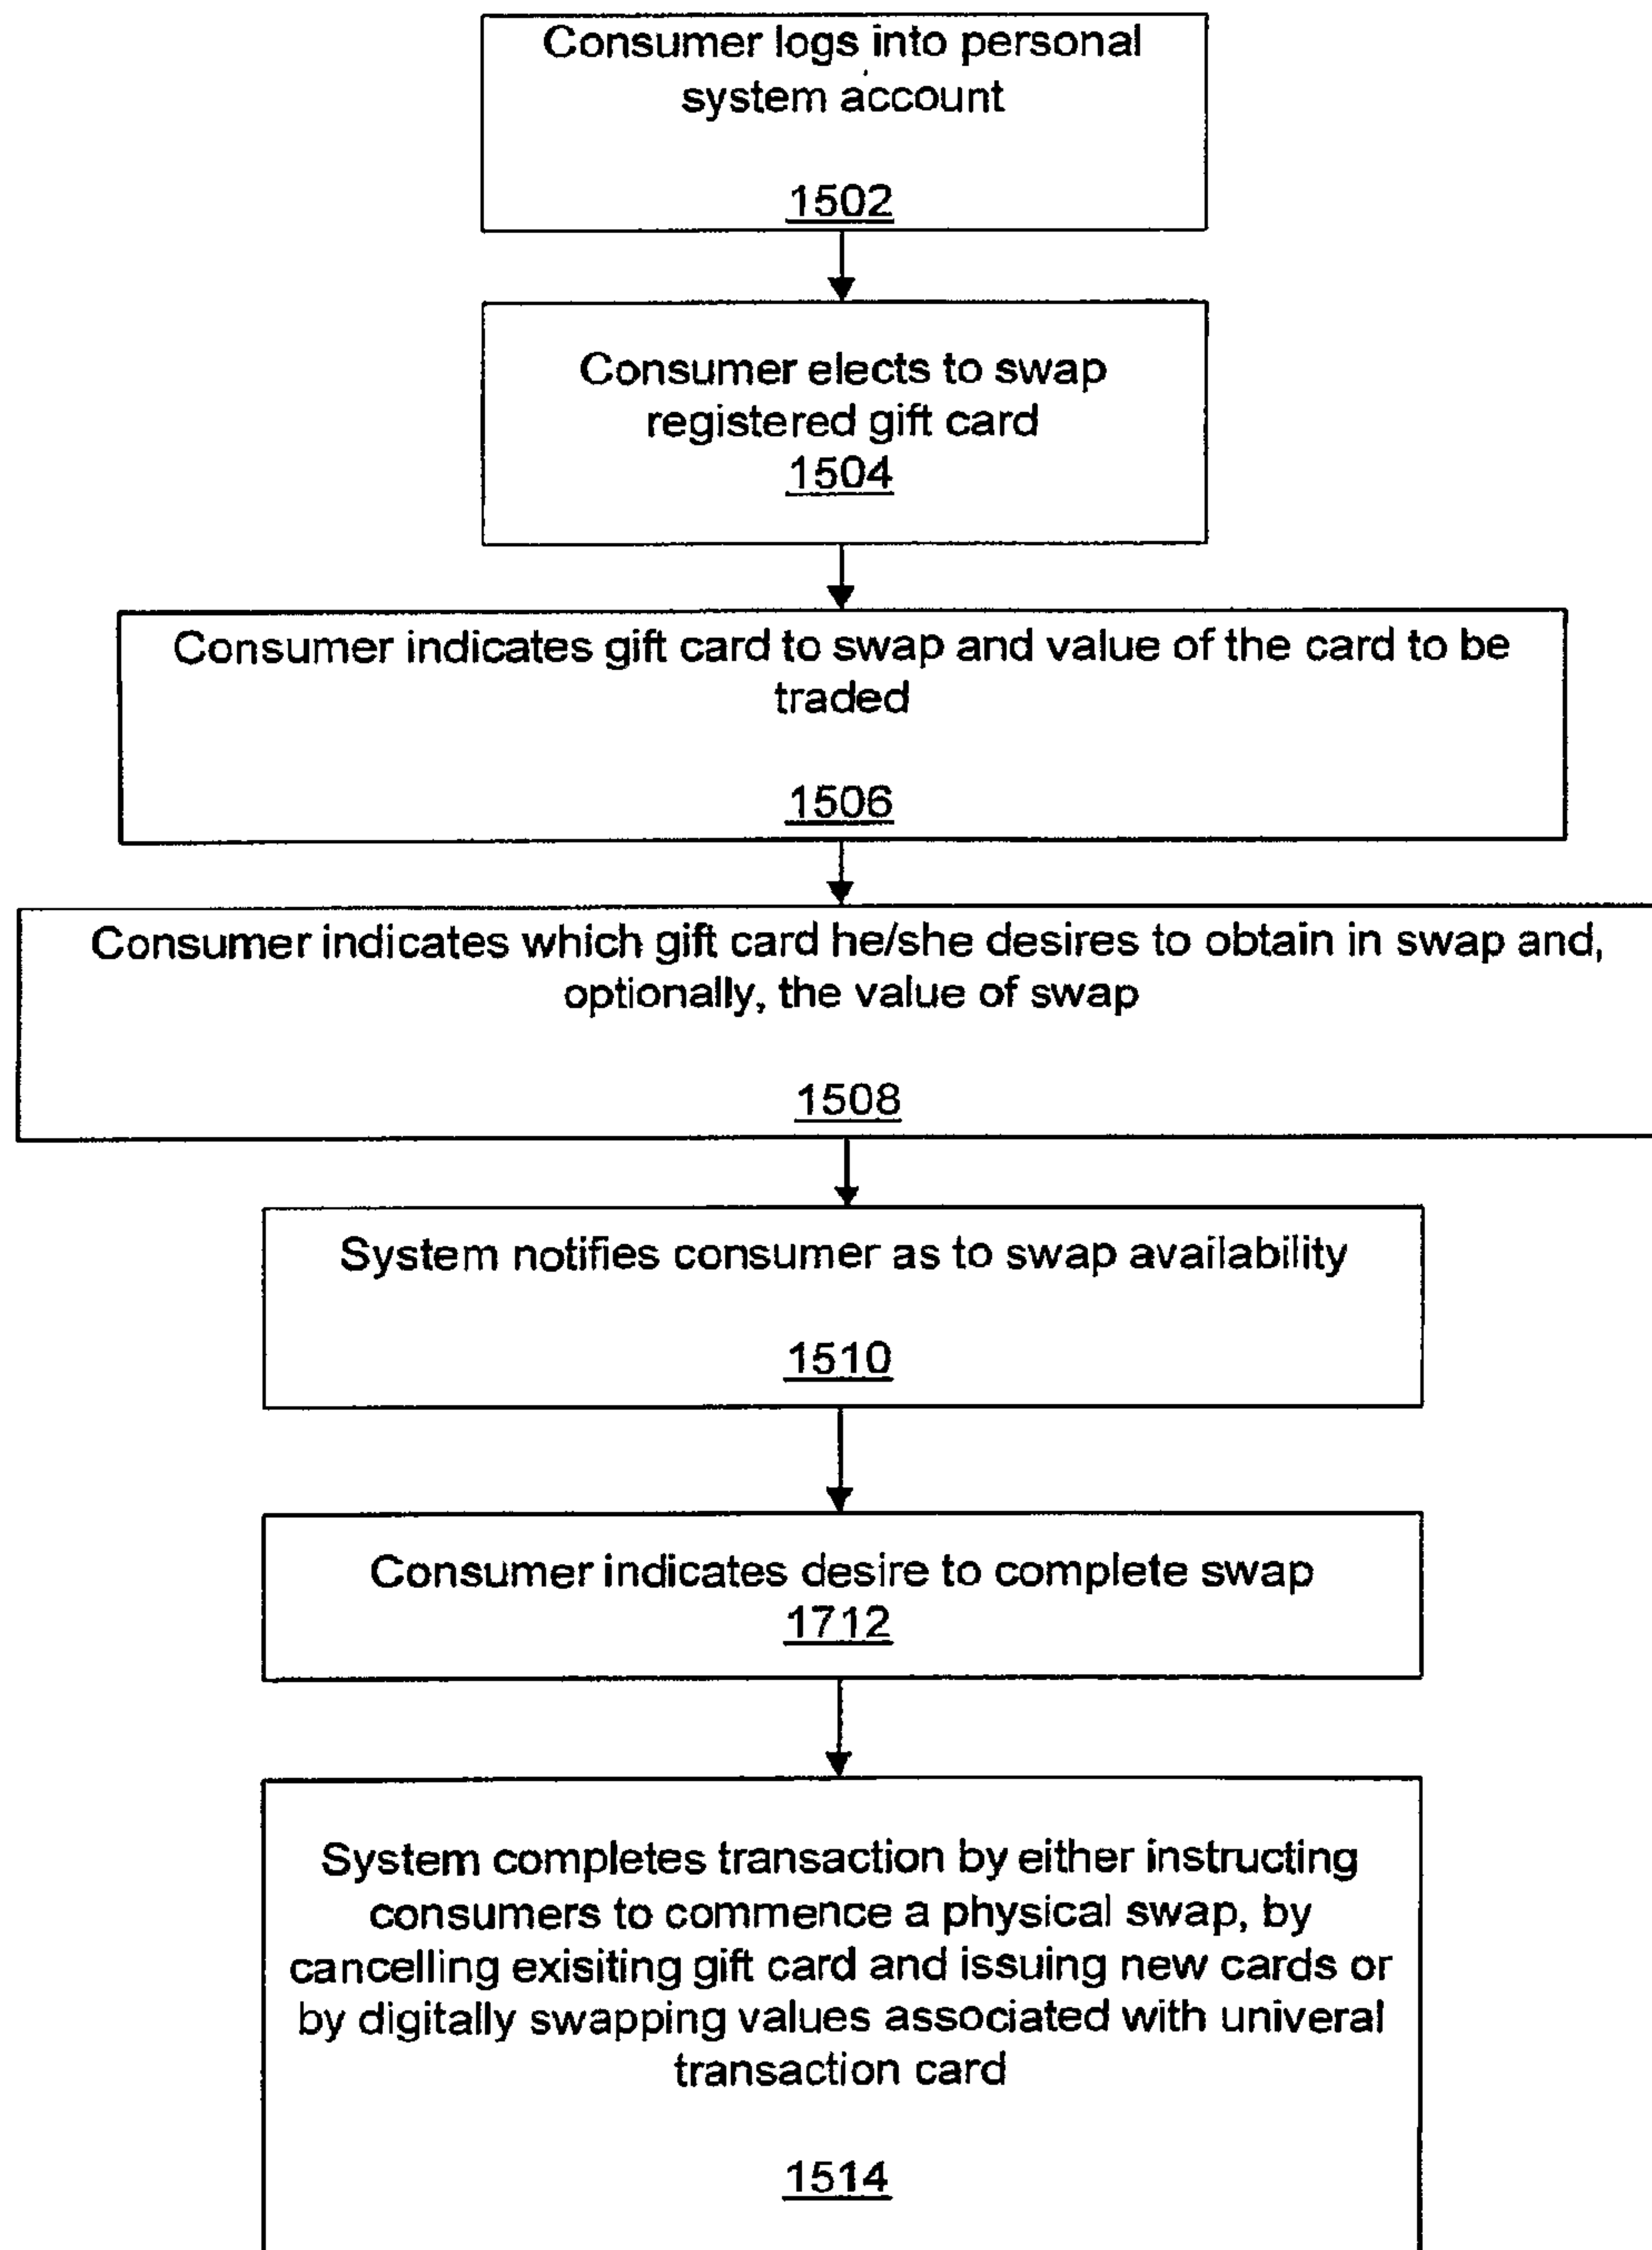 Consumer logs into personal
system account
1502
Consumer elects to swap
registered gift card
1504
Consumer indicates gift card to swap and value of the card to be
traded
1506
Consumer indicates which gift card he/she desires to obtain in swap and,
optionally, the value of swap
1508
System notifies consumer as to swap availability
1510
Consumer indicates desire to complete swap
1712
System completes transaction by either instructing
consumers to commence a physical swap, by
cancelling exisiting gift card and issuing new cards or
by digitally swapping values associated with univeral
transaction card
1514